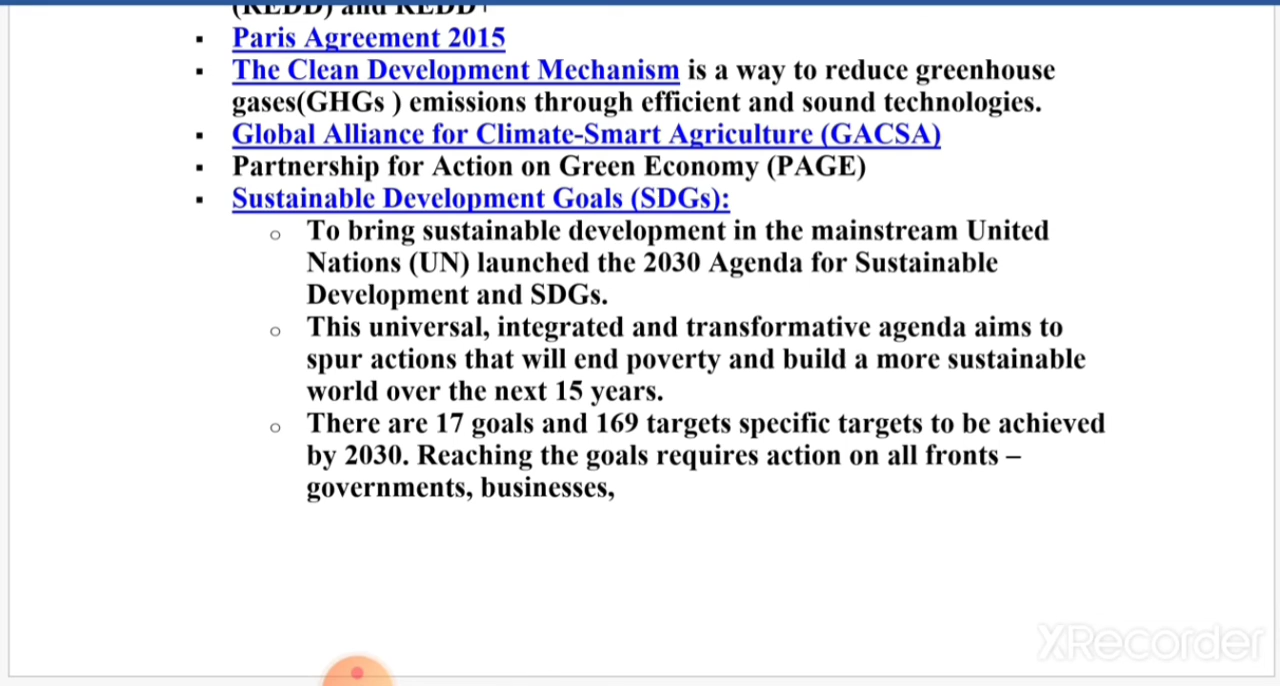 (REDD) and REDD+
▪ Paris Agreement 2015
▪ The Clean Development Mechanism is a way to reduce greenhouse
gases(GHGs ) emissions through efficient and sound technologies.
▪ Global Alliance for Climate-Smart Agriculture (GACSA)
▪ Partnership for Action on Green Economy (PAGE)
▪ Sustainable Development Goals (SDGs):
o To bring sustainable development in the mainstream United
Nations (UN) launched the 2030 Agenda for Sustainable
Development and SDGs.
o This universal, integrated and transformative agenda aims to
spur actions that will end poverty and build a more sustainable
world over the next 15 years.
o There are 17 goals and 169 targets specific targets to be achieved
by 2030. Reaching the goals requires action on all fronts –
governments, businesses,
XRecorder